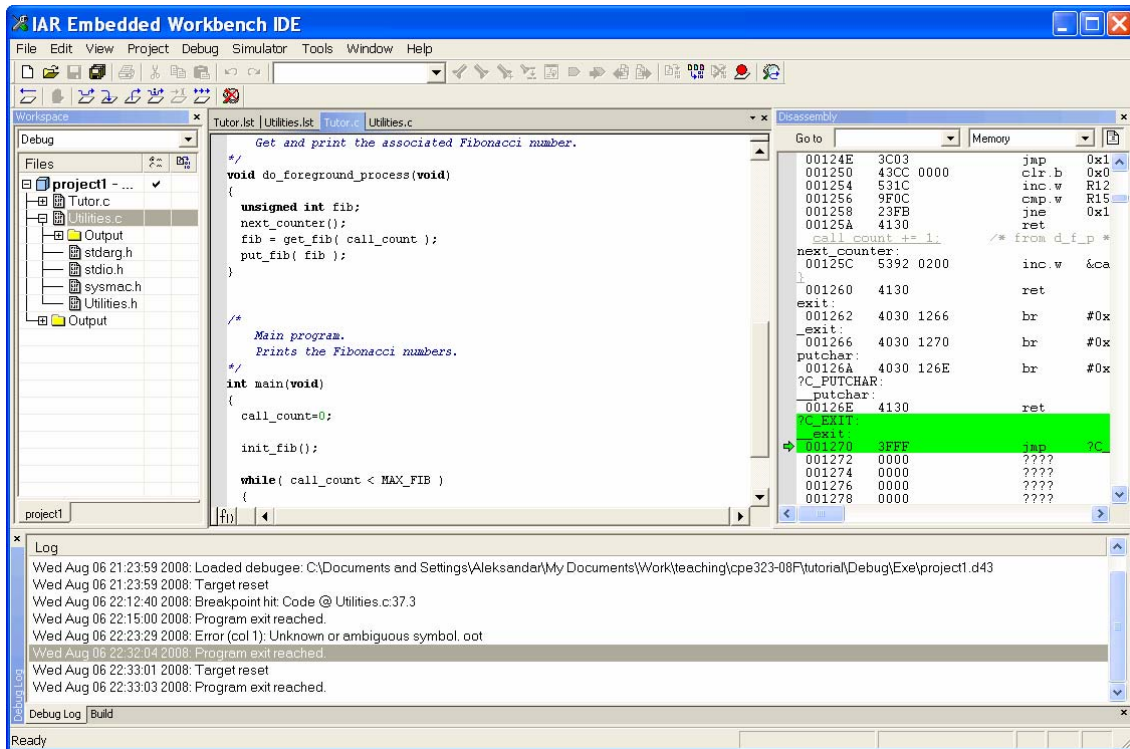 IAR Embedded Workbench IDE
File Edit View Project Debug Simulator Tools Window Help
Workspace
Debug
Files
project1 - ...
Tutor.c
Utilities.c
Output
stdarg.h
stdio.h
sysmac.h
Utilities.h
Output
project1
Tutor.lst Utilities.lst Tutor.c Utilities.c
Get and print the associated Fibonacci number.
*/
void do_foreground_process(void)
{
unsigned int fib;
next_counter();
fib = get_fib( call_count );
put_fib( fib );
}
/*
Main program.
Prints the Fibonacci numbers.
*/
int main(void)
{
call_count=0;
init_fib();
while( call_count < MAX_FIB )
{
f()
Disassembly
Go to Memory
00124E 3C03 jmp 0x1
001250 43CC 0000 clr.b 0x0
001254 531C inc.w R12
001256 9F0C cmp.w R15
001258 23FB jne 0x1
00125A 4130 ret
call_count += 1; /* from d_f_p *
next_counter:
00125C 5392 0200 inc.w &ca
}
001260 4130 ret
exit:
001262 4030 1266 br #0x
_exit:
001266 4030 1270 br #0x
putchar:
00126A 4030 126E br #0x
?C_PUTCHAR:
__putchar:
00126E 4130 ret
?C_EXIT:
__exit:
001270 3FFF jmp ?C_
001272 0000 ????
001274 0000 ????
001276 0000 ????
001278 0000 ????
Log
Wed Aug 06 21:23:59 2008: Loaded debugee: C:\Documents and Settings\Aleksandar\My Documents\Work\teaching\cpe323-08F\tutorial\Debug\Exe\project1.d43
Wed Aug 06 21:23:59 2008: Target reset
Wed Aug 06 22:12:40 2008: Breakpoint hit: Code @ Utilities.c:37.3
Wed Aug 06 22:15:00 2008: Program exit reached.
Wed Aug 06 22:23:29 2008: Error (col 1): Unknown or ambiguous symbol. oot
Wed Aug 06 22:32:04 2008: Program exit reached.
Wed Aug 06 22:33:01 2008: Target reset
Wed Aug 06 22:33:03 2008: Program exit reached.
Debug Log
Debug Log Build
Ready